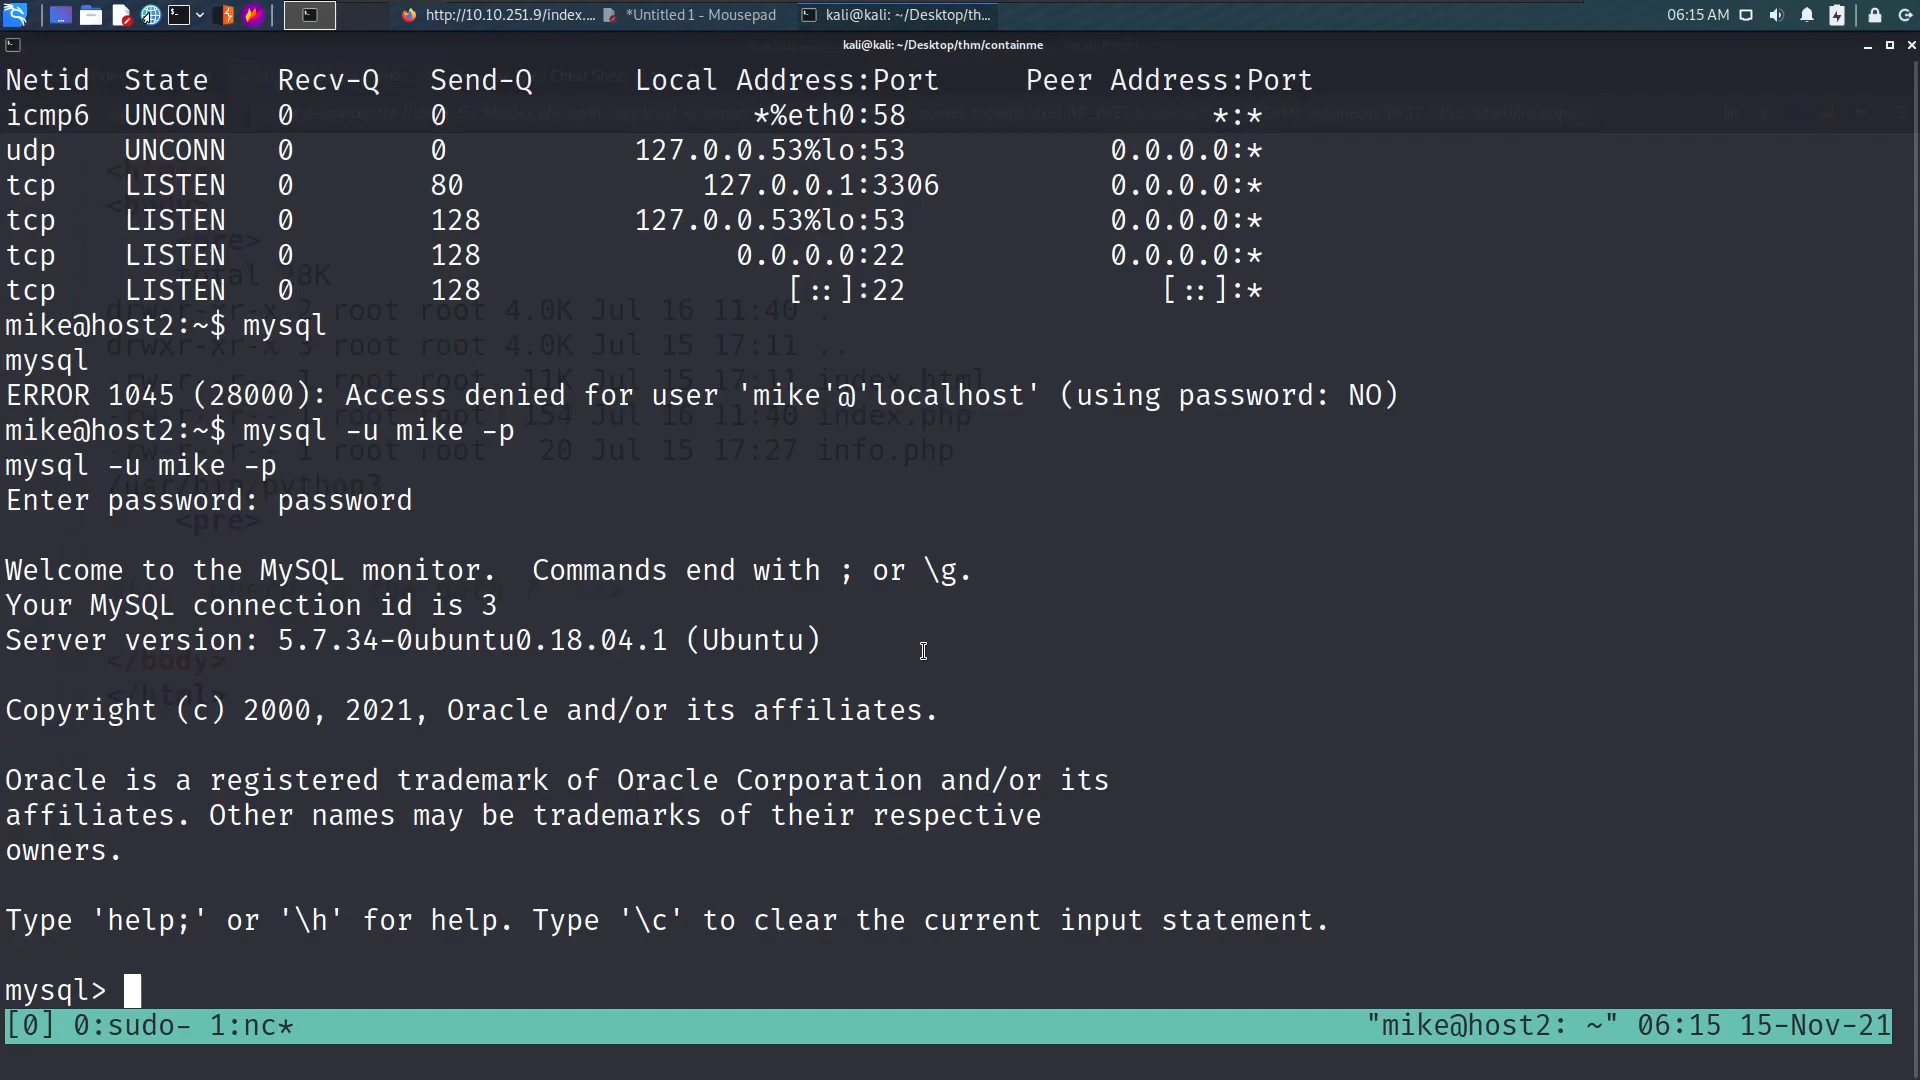 http://10.10.251.9/index....
*Untitled 1 - Mousepad
kali@kali: ~/Desktop/th...
06:15 AM
kali@kali: ~/Desktop/thm/containme
Netid State Recv-Q Send-Q Local Address:Port Peer Address:Port
icmp6 UNCONN 0 0 *%eth0:58 *:*
udp UNCONN 0 0 127.0.0.53%lo:53 0.0.0.0:*
tcp LISTEN 0 80 127.0.0.1:3306 0.0.0.0:*
tcp LISTEN 0 128 127.0.0.53%lo:53 0.0.0.0:*
tcp LISTEN 0 128 0.0.0.0:22 0.0.0.0:*
tcp LISTEN 0 128 [::]:22 [::]:*
mike@host2:~$ mysql
mysql
ERROR 1045 (28000): Access denied for user 'mike'@'localhost' (using password: NO)
mike@host2:~$ mysql -u mike -p
mysql -u mike -p
Enter password: password
Welcome to the MySQL monitor.  Commands end with ; or \g.
Your MySQL connection id is 3
Server version: 5.7.34-0ubuntu0.18.04.1 (Ubuntu)
Copyright (c) 2000, 2021, Oracle and/or its affiliates.
Oracle is a registered trademark of Oracle Corporation and/or its
affiliates. Other names may be trademarks of their respective
owners.
Type 'help;' or '\h' for help. Type '\c' to clear the current input statement.
mysql>
[0] 0:sudo- 1:nc* "mike@host2: ~" 06:15 15-Nov-21